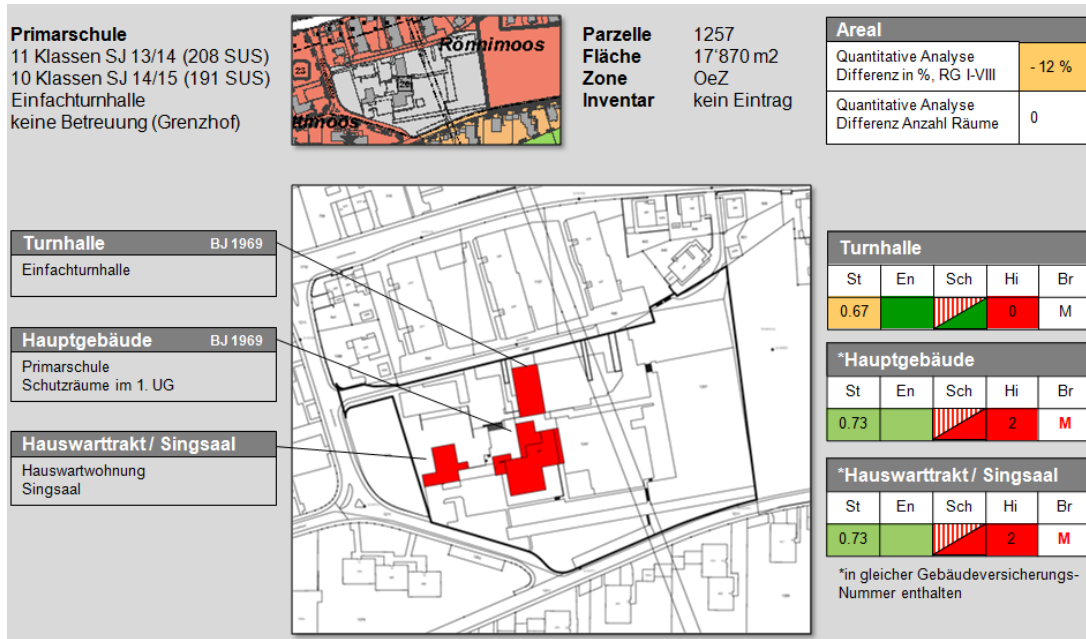 Primarschule
11 Klassen SJ 13/14 (208 SUS)
10 Klassen SJ 14/15 (191 SUS)
Einfachturnhalle
keine Betreuung (Grenzhof)
Rönnimoos
23
Parzelle 1257
Fläche 17'870 m2
Zone OeZ
Inventar kein Eintrag
Areal
Quantitative Analyse
Differenz in %, RG I-VIII
- 12 %
Quantitative Analyse
Differenz Anzahl Räume
0
Turnhalle BJ 1969
Einfachturnhalle
Hauptgebäude BJ 1969
Primarschule
Schutzräume im 1. UG
Hauswarttrakt / Singsaal
Hauswartwohnung
Singsaal
Turnhalle
St En Sch Hi Br
0.67 0 M
*Hauptgebäude
St En Sch Hi Br
0.73 2 M
*Hauswarttrakt / Singsaal
St En Sch Hi Br
0.73 2 M
*in gleicher Gebäudeversicherungs-
Nummer enthalten